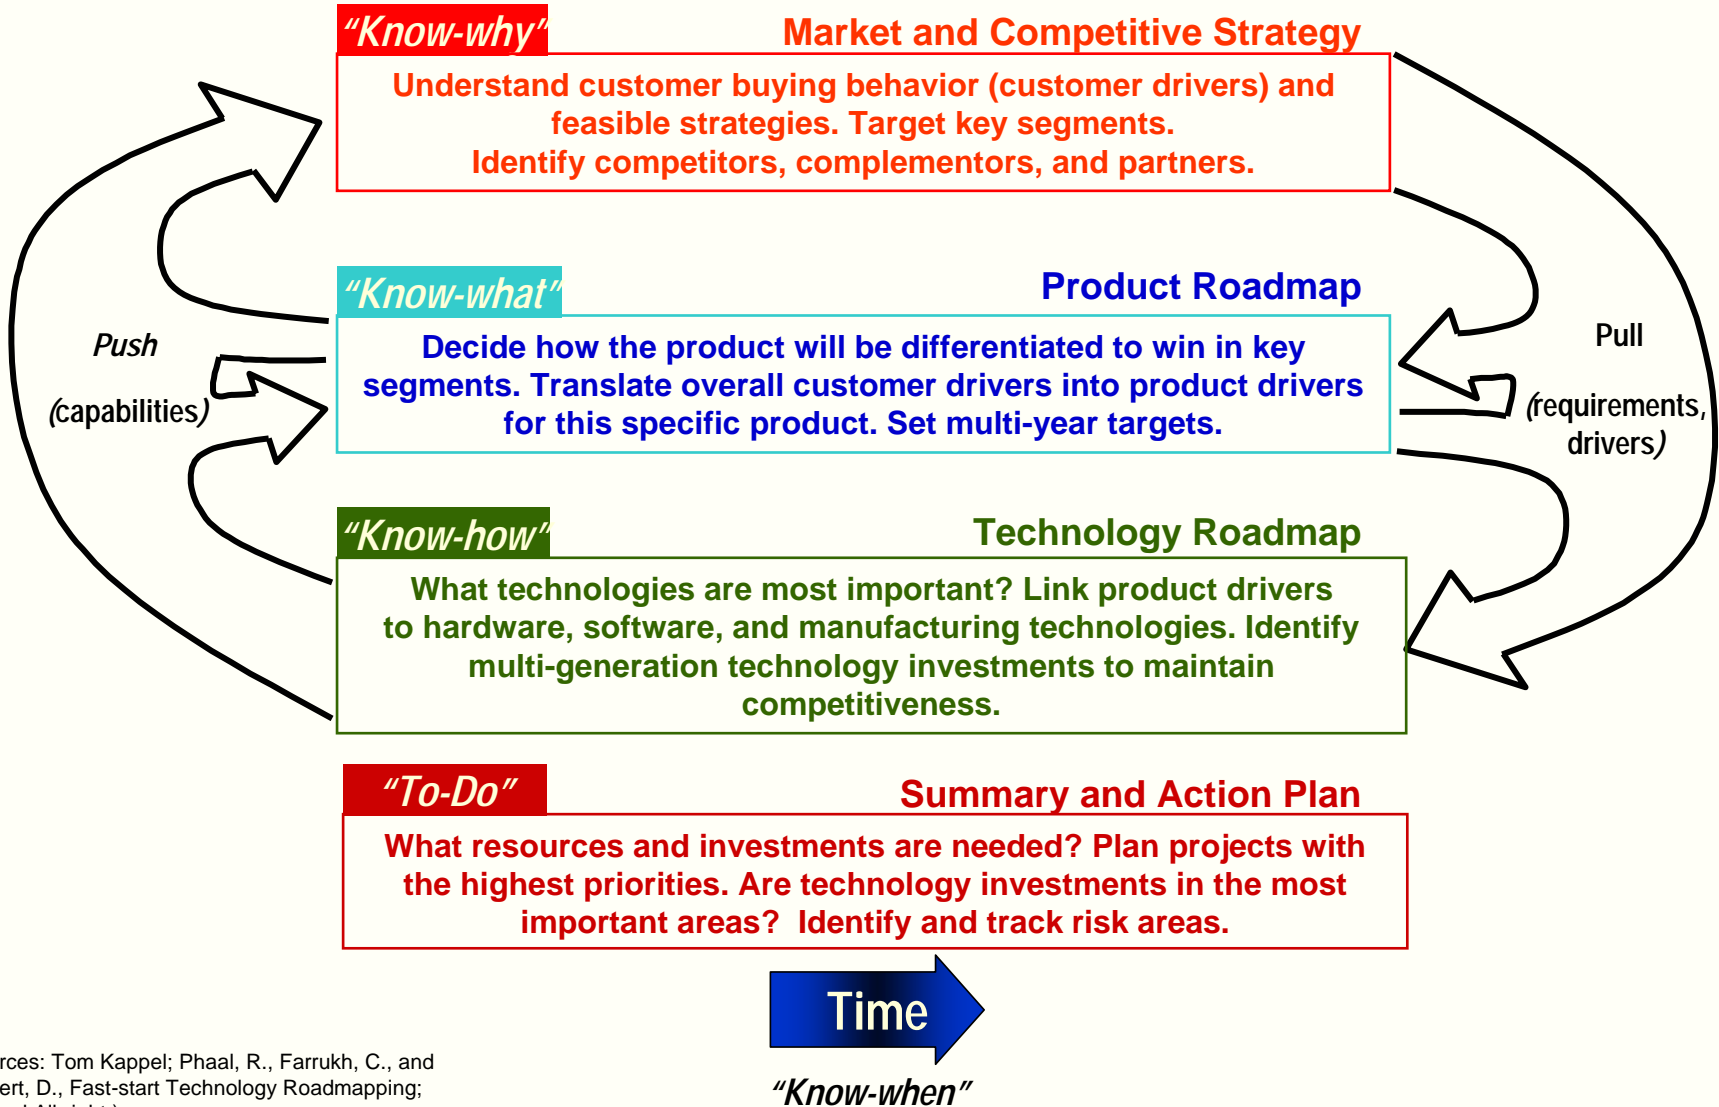 “Know-why”
Market and Competitive Strategy
Understand customer buying behavior (customer drivers) and
feasible strategies. Target key segments.
Identify competitors, complementors, and partners.
“Know-what”
Product Roadmap
Decide how the product will be differentiated to win in key
segments. Translate overall customer drivers into product drivers
for this specific product. Set multi-year targets.
Push
(capabilities)
Pull
(requirements,
drivers)
“Know-how”
Technology Roadmap
What technologies are most important? Link product drivers
to hardware, software, and manufacturing technologies. Identify
multi-generation technology investments to maintain
competitiveness.
“To-Do”
Summary and Action Plan
What resources and investments are needed? Plan projects with
the highest priorities. Are technology investments in the most
important areas?  Identify and track risk areas.
Time
“Know-when”
rces: Tom Kappel; Phaal, R., Farrukh, C., and
ert, D., Fast-start Technology Roadmapping;